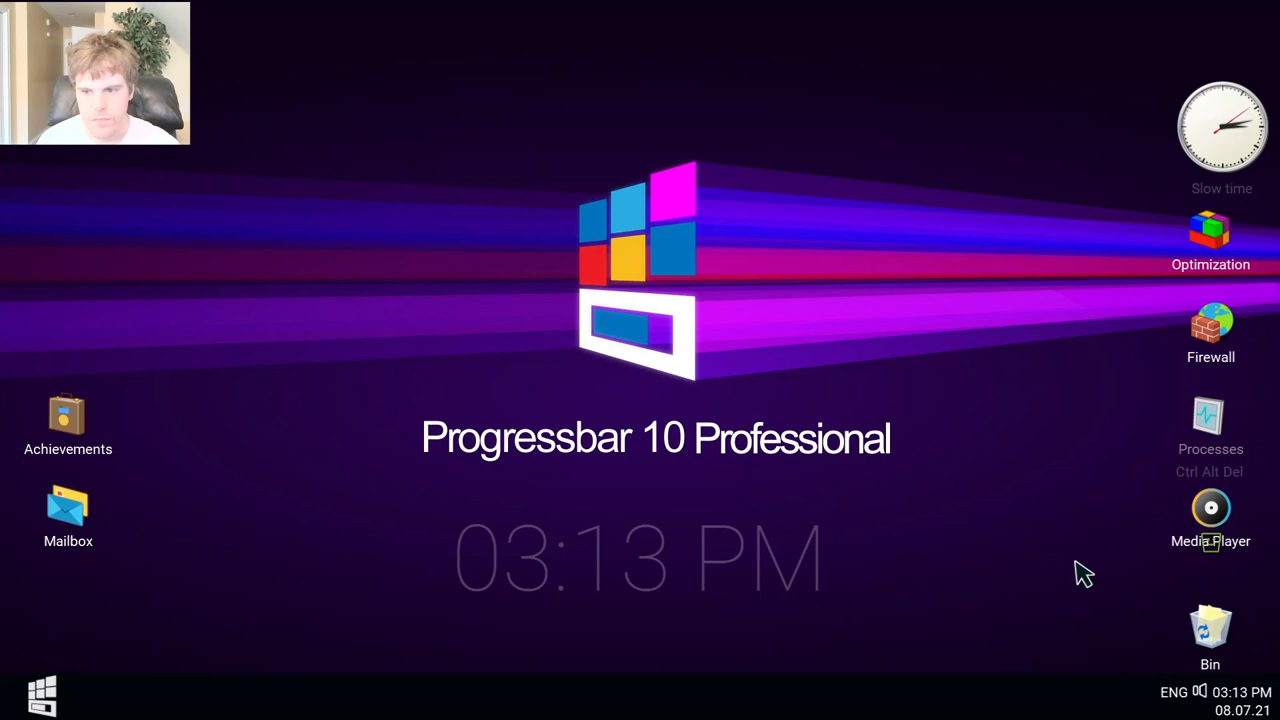 Slow time
Optimization
Firewall
Processes
Ctrl Alt Del
Media Player
Bin
Achievements
Mailbox
Progressbar 10 Professional
03:13 PM
ENG 03:13 PM
08.07.21